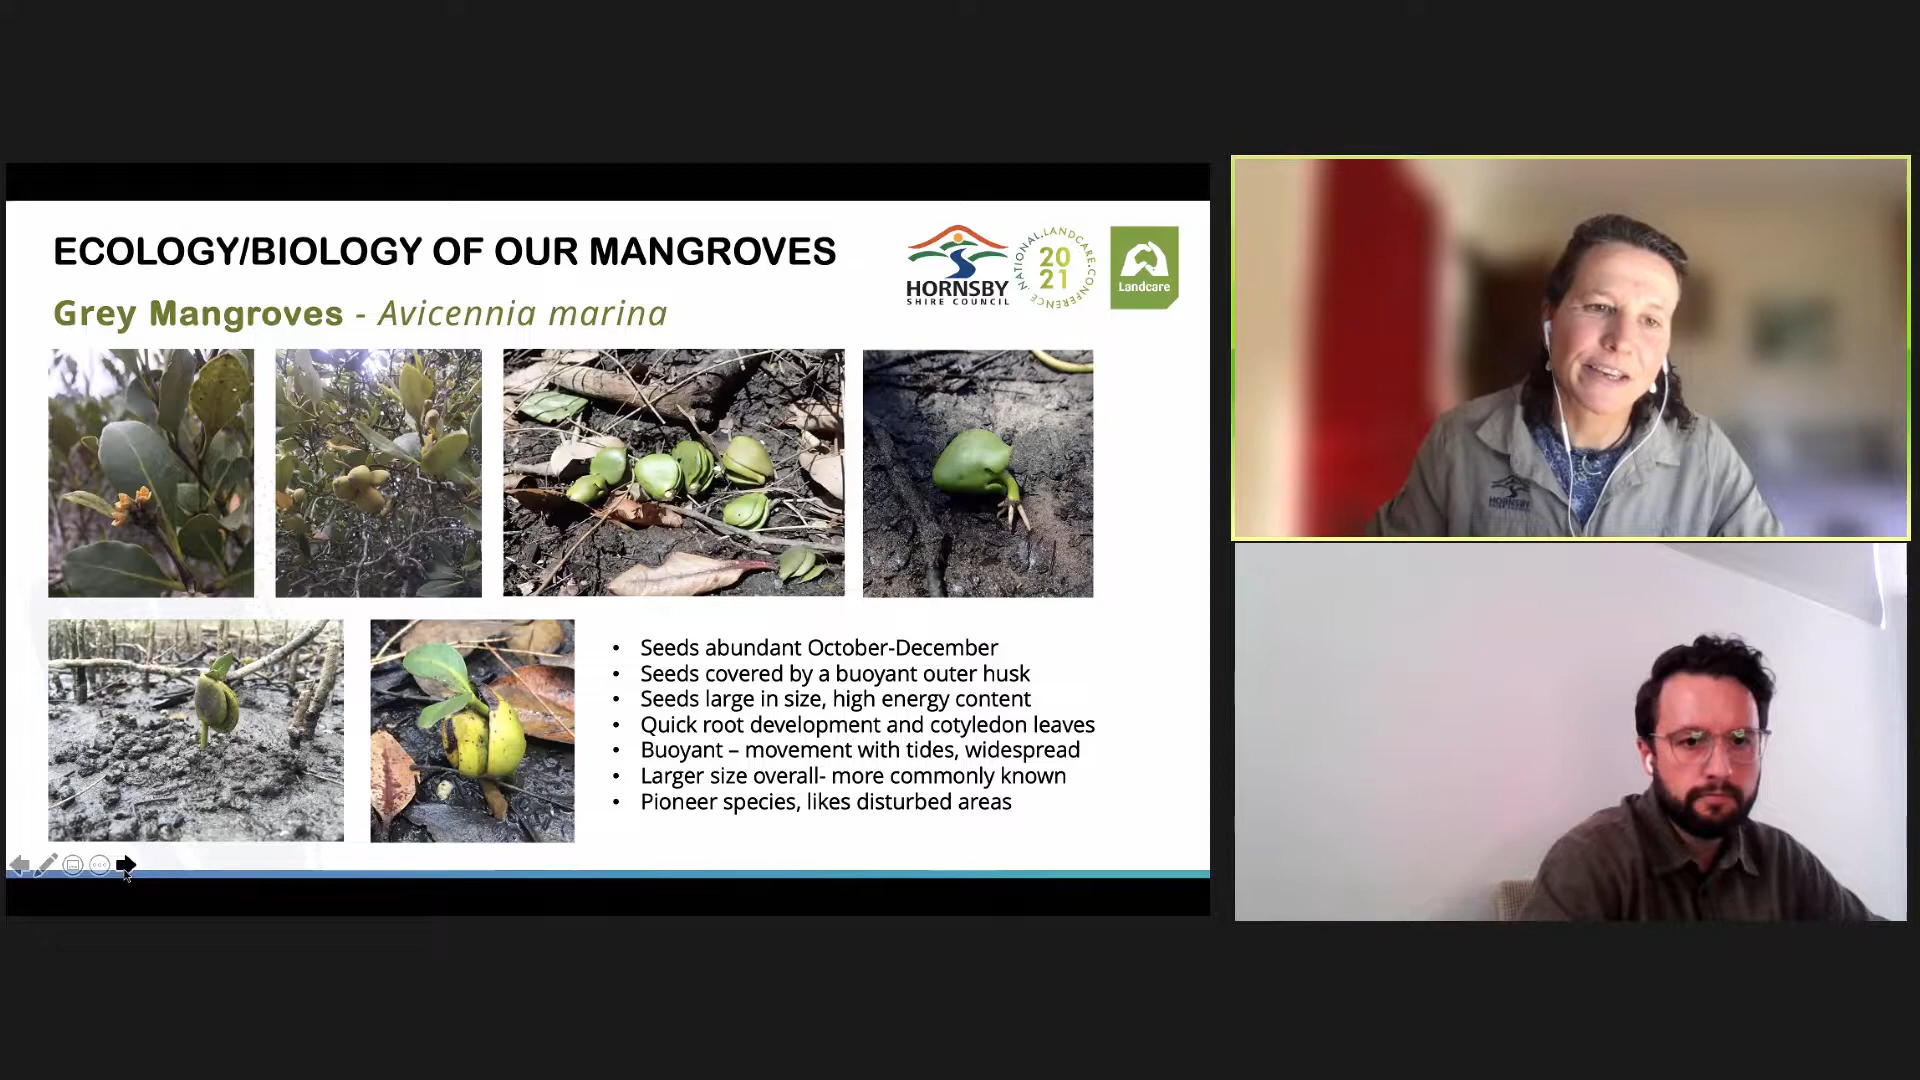 ECOLOGY/BIOLOGY OF OUR MANGROVES
HORNSBY
SHIRE COUNCIL
NATIONAL.LANDCARE.CONFERENCE
20
21
Landcare
Grey Mangroves - Avicennia marina
• Seeds abundant October-December
• Seeds covered by a buoyant outer husk
• Seeds large in size, high energy content
• Quick root development and cotyledon leaves
• Buoyant – movement with tides, widespread
• Larger size overall- more commonly known
• Pioneer species, likes disturbed areas
HORNSBY